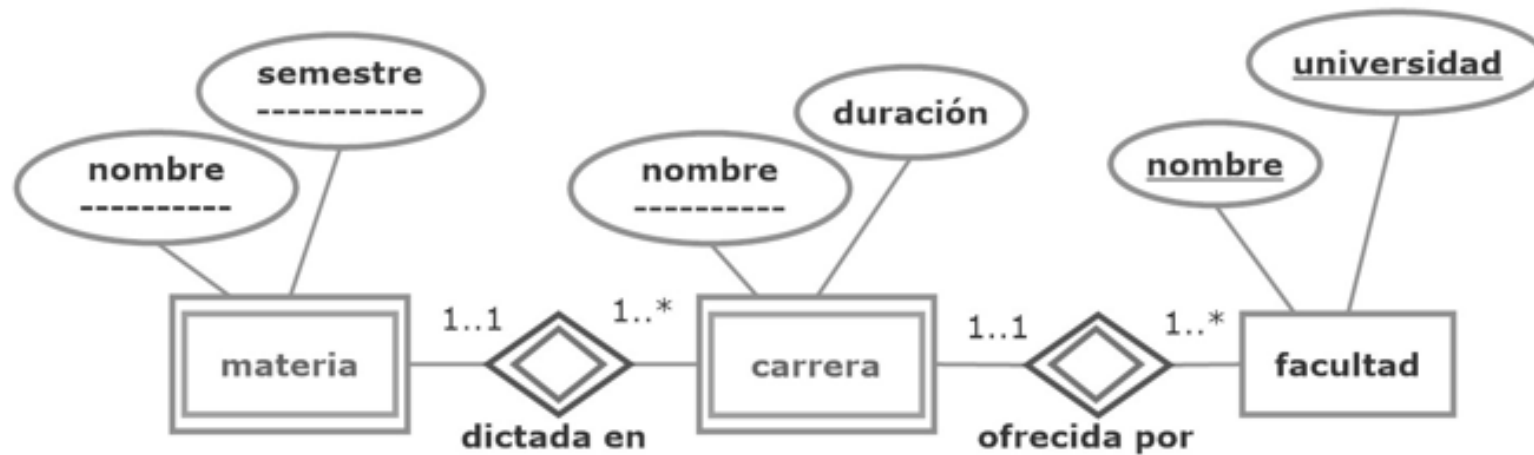 semestre
-----------
nombre
----------
duración
nombre
----------
universidad
nombre
1..1
1..*
1..1
1..*
materia
carrera
facultad
dictada en
ofrecida por